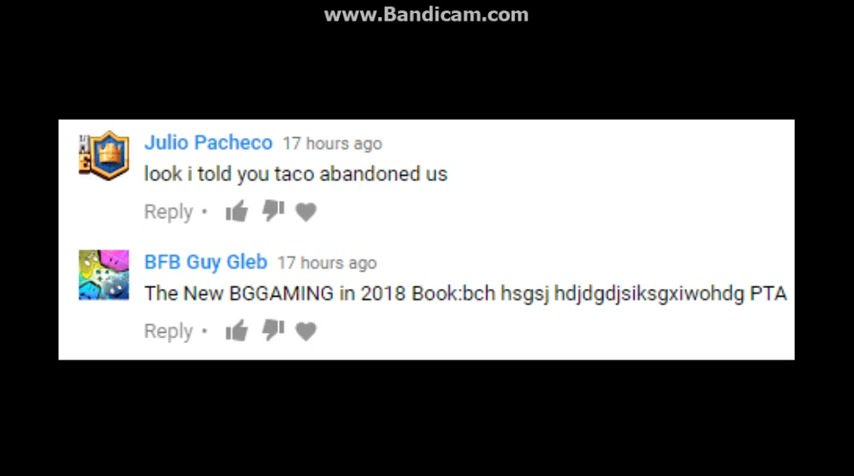 www.Bandicam.com
Julio Pacheco 17 hours ago
look i told you taco abandoned us
Reply •
BFB Guy Gleb 17 hours ago
The New BGGAMING in 2018 Book:bch hsgsj hdjdgdjsiksgxiwohdg PTA
Reply •